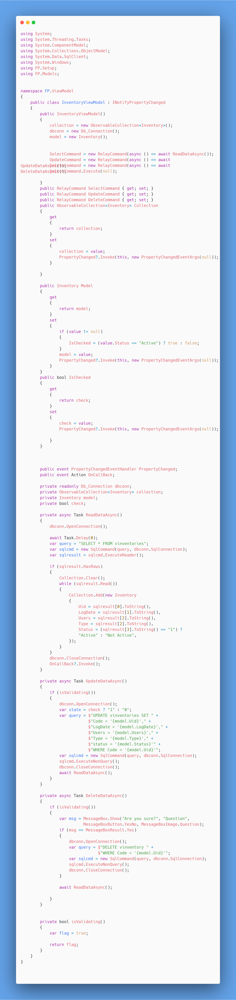 using System;
using System.Threading.Tasks;
using System.ComponentModel;
using System.Collections.ObjectModel;
using System.Data.SqlClient;
using System.Windows;
using FP.Setup;
using FP.Models;
namespace FP.ViewModel
{
public class InventoryViewModel : INotifyPropertyChanged
{
public InventoryViewModel()
{
collection = new ObservableCollection<Inventory>();
dbconn = new Db_Connection();
model = new Inventory();
SelectCommand = new RelayCommand(async () => await ReadDataAsync());
UpdateCommand = new RelayCommand(async () => await
UpdateDataAsync());
DeleteCommand = new RelayCommand(async () => await
DeleteDataAsync());
SelectCommand.Execute(null);
}
public RelayCommand SelectCommand { get; set; }
public RelayCommand UpdateCommand { get; set; }
public RelayCommand DeleteCommand { get; set; }
public ObservableCollection<Inventory> Collection
{
get
{
return collection;
}
set
{
collection = value;
PropertyChanged?.Invoke(this, new PropertyChangedEventArgs(null));
}
}
public Inventory Model
{
get
{
return model;
}
set
{
if (value != null)
{
IsChecked = (value.Status == "Active") ? true : false;
}
model = value;
PropertyChanged?.Invoke(this, new PropertyChangedEventArgs(null));
}
}
public bool IsChecked
{
get
{
return check;
}
set
{
check = value;
PropertyChanged?.Invoke(this, new PropertyChangedEventArgs(null));
}
}
public event PropertyChangedEventHandler PropertyChanged;
public event Action OnCallBack;
private readonly Db_Connection dbconn;
private ObservableCollection<Inventory> collection;
private Inventory model;
private bool check;
private async Task ReadDataAsync()
{
dbconn.OpenConnection();
await Task.Delay(0);
var query = "SELECT * FROM vinventories";
var sqlcmd = new SqlCommand(query, dbconn.SqlConnection);
var sqlresult = sqlcmd.ExecuteReader();
if (sqlresult.HasRows)
{
Collection.Clear();
while (sqlresult.Read())
{
Collection.Add(new Inventory
{
Uid = sqlresult[0].ToString(),
LogDate = sqlresult[1].ToString(),
Users = sqlresult[2].ToString(),
Type = sqlresult[2].ToString(),
Status = (sqlresult[3].ToString() == "1") ?
"Active" : "Not Active",
});
}
}
dbconn.CloseConnection();
OnCallBack?.Invoke();
}
private async Task UpdateDataAsync()
{
if (isValidating())
{
dbconn.OpenConnection();
var state = check ? "1" : "0";
var query = $"UPDATE vinventories SET " +
$"Code = '{model.Uid}'," +
$"LogDate = '{model.LogDate}'," +
$"Users = '{model.Users}'," +
$"Type = '{model.Type}'," +
$"status = '{model.Status}'" +
$"WHERE Code = '{model.Uid}'";
var sqlcmd = new SqlCommand(query, dbconn.SqlConnection);
sqlcmd.ExecuteNonQuery();
dbconn.CloseConnection();
await ReadDataAsync();
}
}
private async Task DeleteDataAsync()
{
if (isValidating())
{
var msg = MessageBox.Show("Are you sure?", "Question",
MessageBoxButton.YesNo, MessageBoxImage.Question);
if (msg == MessageBoxResult.Yes)
{
dbconn.OpenConnection();
var query = $"DELETE vinventory " +
$"WHERE Code = '{model.Uid}'";
var sqlcmd = new SqlCommand(query, dbconn.SqlConnection);
sqlcmd.ExecuteNonQuery();
dbconn.CloseConnection();
}
await ReadDataAsync();
}
}
private bool isValidating()
{
var flag = true;
return flag;
}
}
}